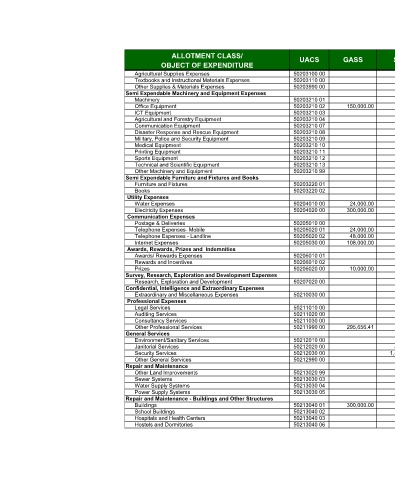 ALLOTMENT CLASS/
OBJECT OF EXPENDITURE UACS GASS
Agricultural Supplies Expenses 50203100 00
Textbooks and Instructional Materials Expenses 50203110 00
Other Supplies & Materials Expenses 50203990 00
Semi Expendable Machinery and Equipment Expenses
Machinery 50203210 01
Office Equipment 50203210 02 150,000.00
ICT Equipment 50203210 03
Agricultural and Forestry Equipment 50203210 04
Communication Equipment 50203210 07
Disaster Response and Rescue Equipment 50203210 08
Military, Police and Security Equipment 50203210 09
Medical Equipment 50203210 10
Printing Equipment 50203210 11
Sports Equipment 50203210 12
Technical and Scientific Equipment 50203210 13
Other Machinery and Equipment 50203210 99
Semi Expendable Furniture and Fixtures and Books
Furniture and Fixtures 50203220 01
Books 50203220 02
Utility Expenses
Water Expenses 50204010 00 24,000.00
Electricity Expenses 50204020 00 300,000.00
Communication Expenses
Postage & Deliveries 50205010 00
Telephone Expenses- Mobile 50205020 01 24,000.00
Telephone Expenses - Landline 50205020 02 48,000.00
Internet Expenses 50205030 00 108,000.00
Awards, Rewards, Prizes and Indemnities
Awards/ Rewards Expenses 50206010 01
Rewards and Incentives 50206010 02
Prizes 50206020 00 10,000.00
Survey, Research, Exploration and Development Expenses
Research, Exploration and Development 50207020 00
Confidential, Intelligence and Extraordinary Expenses
Extraordinary and Miscellaneous Expenses 50210030 00
Professional Expenses
Legal Services 50211010 00
Auditing Services 50211020 00
Consultancy Services 50211030 00
Other Professional Services 50211990 00 295,656.41
General Services
Environment/Sanitary Services 50212010 00
Janitorial Services 50212020 00
Security Services 50212030 00 1,
Other General Services 50212990 00
Repair and Maintenance
Other Land Improvements 50213020 99
Sewer Systems 50213030 03
Water Supply Systems 50213030 04
Power Supply Systems 50213030 05
Repair and Maintenance - Buildings and Other Structures
Buildings 50213040 01 300,000.00
School Buildings 50213040 02
Hospitals and Health Centers 50213040 03
Hostels and Dormitories 50213040 06